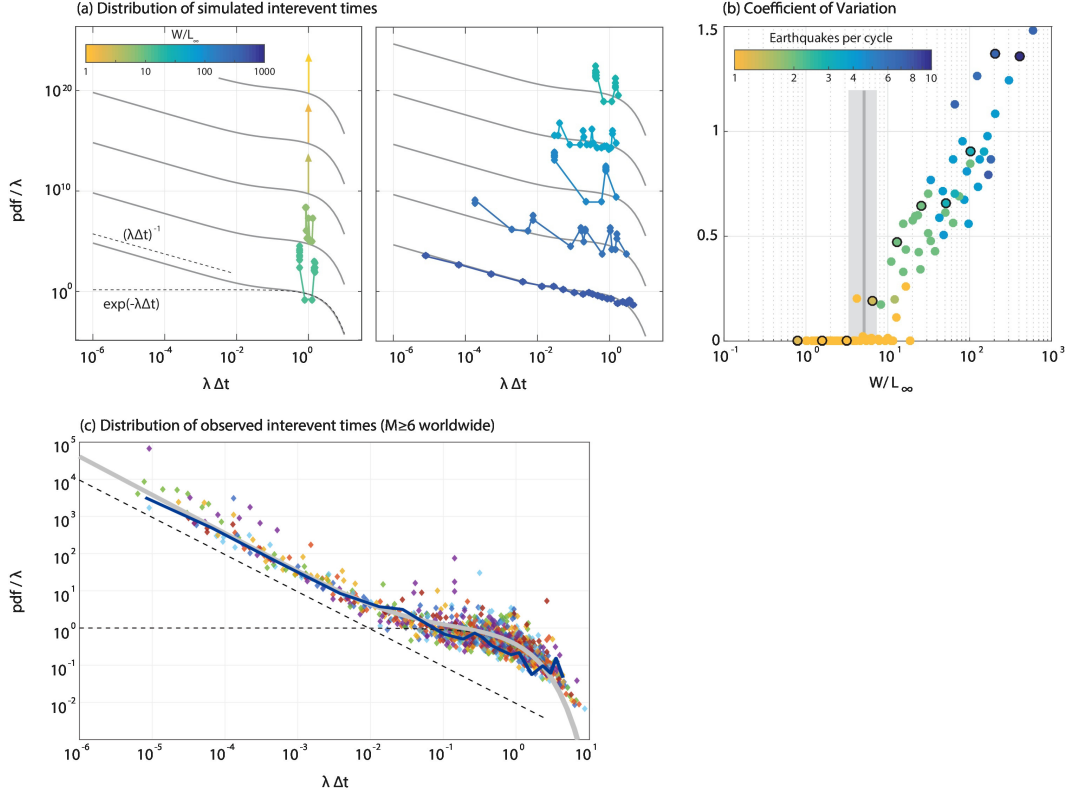 (a) Distribution of simulated interevent times
W/L∞
1 10 100 1000
10^20
10^10
10^0
pdf / λ
(λΔt)^-1
exp(-λΔt)
10^-6 10^-4 10^-2 10^0
λ Δt
10^-6 10^-4 10^-2 10^0
λ Δt
(b) Coefficient of Variation
Earthquakes per cycle
1 2 3 4 6 8 10
1.5
1
0.5
0
10^-1 10^0 10^1 10^2 10^3
W/L∞
(c) Distribution of observed interevent times (M≥6 worldwide)
10^5
10^4
10^3
10^2
10^1
10^0
10^-1
10^-2
pdf / λ
10^-6 10^-5 10^-4 10^-3 10^-2 10^-1 10^0 10^1
λ Δt